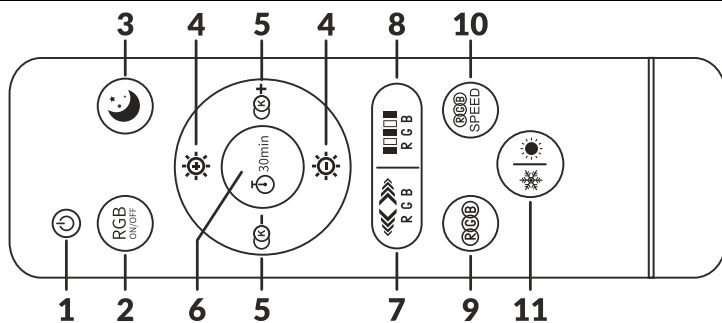 3 4 5 4 8 10
+
K
RGB
RGB
SPEED
30min
RGB
ON/OFF
K
−
RGB
RGB
1 2 6 5 7 9 11